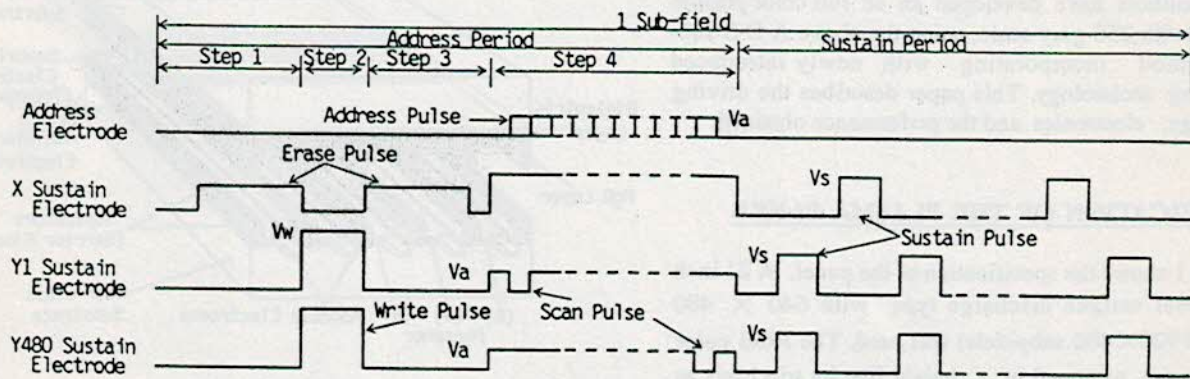 1 Sub-field
Address Period
Sustain Period
Step 1
Step 2
Step 3
Step 4
Address Electrode
Address Pulse
Va
Erase Pulse
X Sustain Electrode
Vs
Sustain Pulse
Vw
Y1 Sustain Electrode
Va
Vs
Write Pulse
Scan Pulse
Y480 Sustain Electrode
Va
Vs